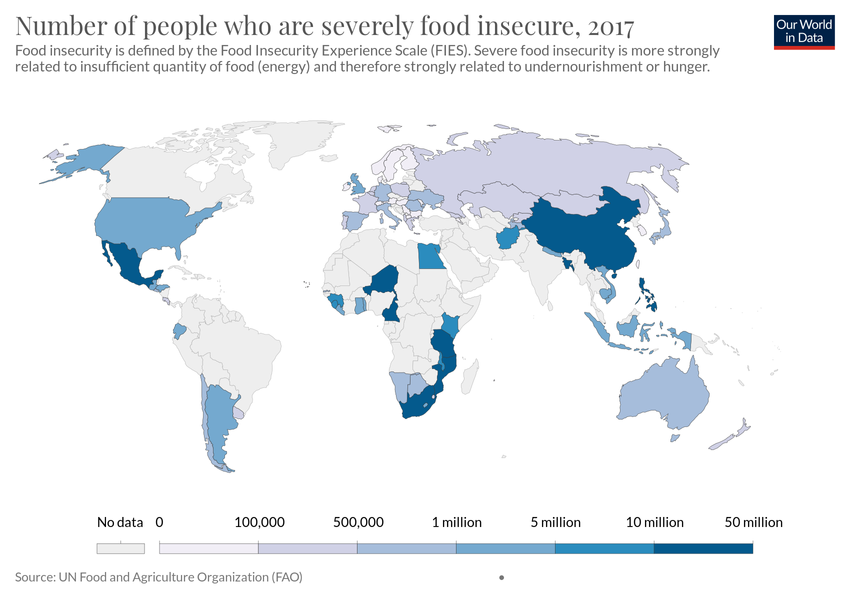 Number of people who are severely food insecure, 2017
Our World
in Data
Food insecurity is defined by the Food Insecurity Experience Scale (FIES). Severe food insecurity is more strongly
related to insufficient quantity of food (energy) and therefore strongly related to undernourishment or hunger.
No data 0 100,000 500,000 1 million 5 million 10 million 50 million
Source: UN Food and Agriculture Organization (FAO)